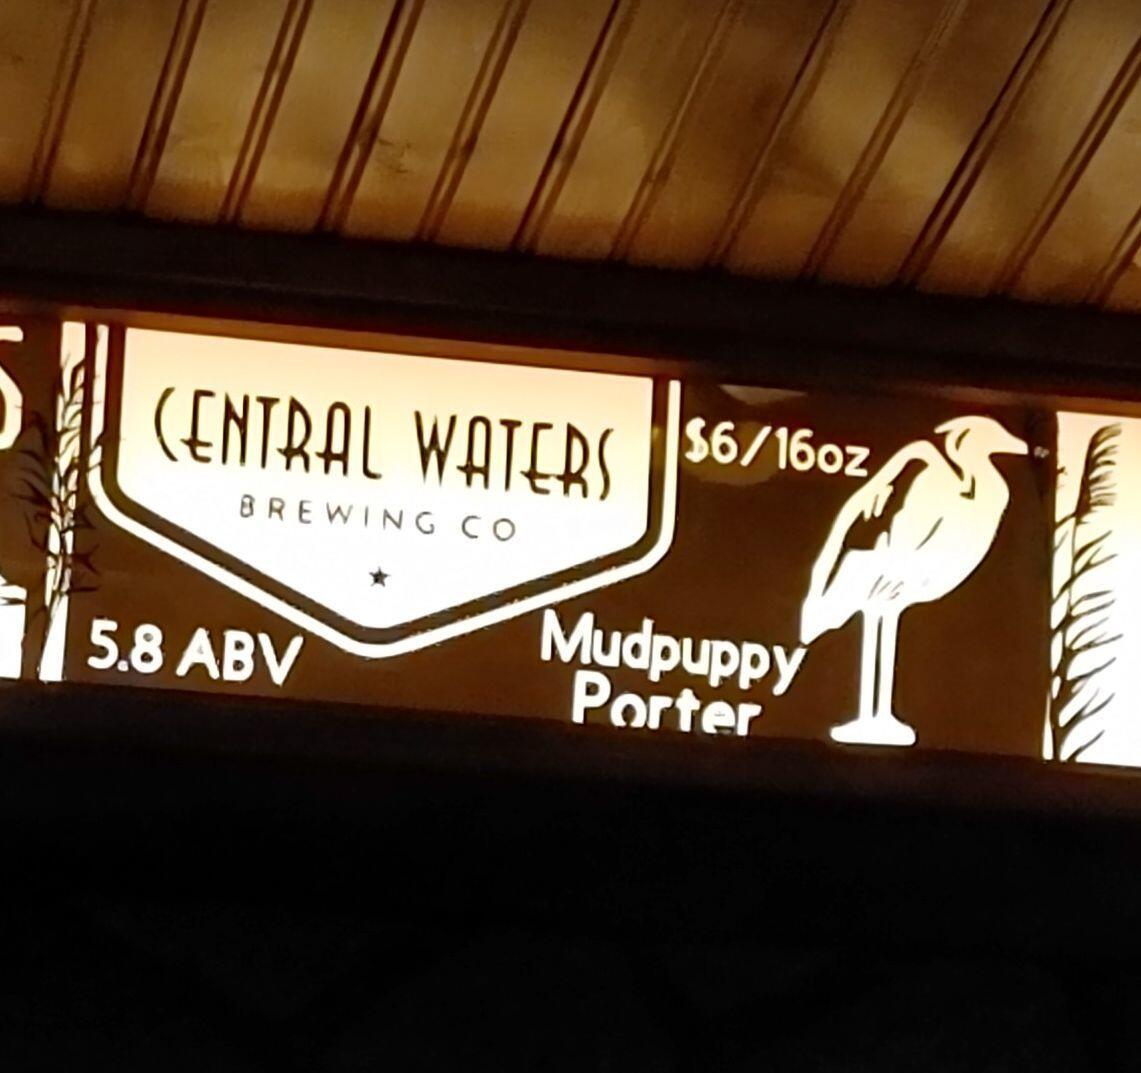 CENTRAL WATERS
BREWING CO
$6/16oz
5.8 ABV
Mudpuppy
Porter